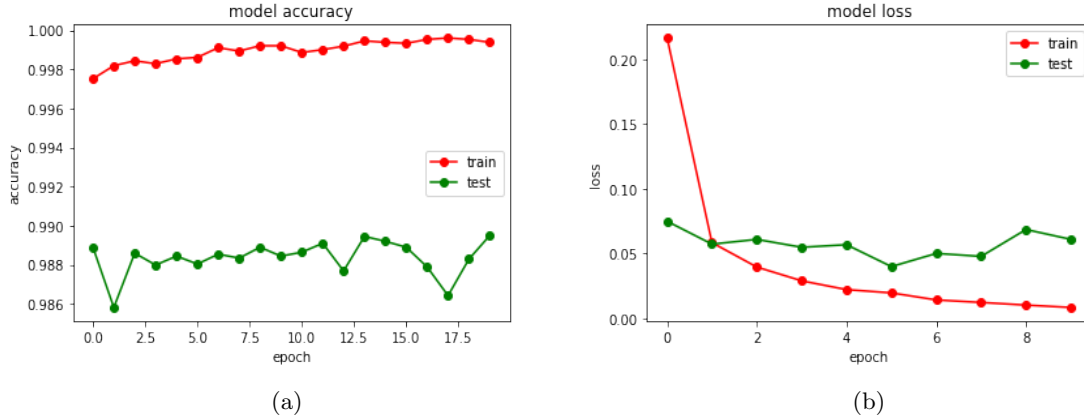 model accuracy
1.000
0.998
0.996
0.994
0.992
0.990
0.988
0.986
accuracy
train
test
0.0 2.5 5.0 7.5 10.0 12.5 15.0 17.5
epoch
(a)
model loss
0.20
0.15
0.10
0.05
0.00
loss
train
test
0 2 4 6 8
epoch
(b)